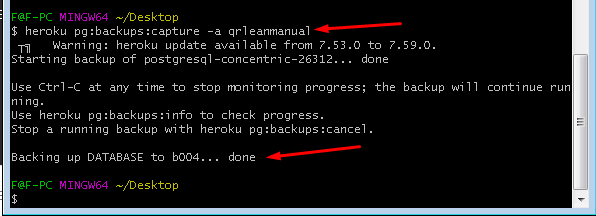 F@F-PC MINGW64 ~/Desktop
$ heroku pg:backups:capture -a qrleanmanual
Warning: heroku update available from 7.53.0 to 7.59.0.
Starting backup of postgresql-concentric-26312... done
Use Ctrl-C at any time to stop monitoring progress; the backup will continue run
ning.
Use heroku pg:backups:info to check progress.
Stop a running backup with heroku pg:backups:cancel.
Backing up DATABASE to b004... done
F@F-PC MINGW64 ~/Desktop
$